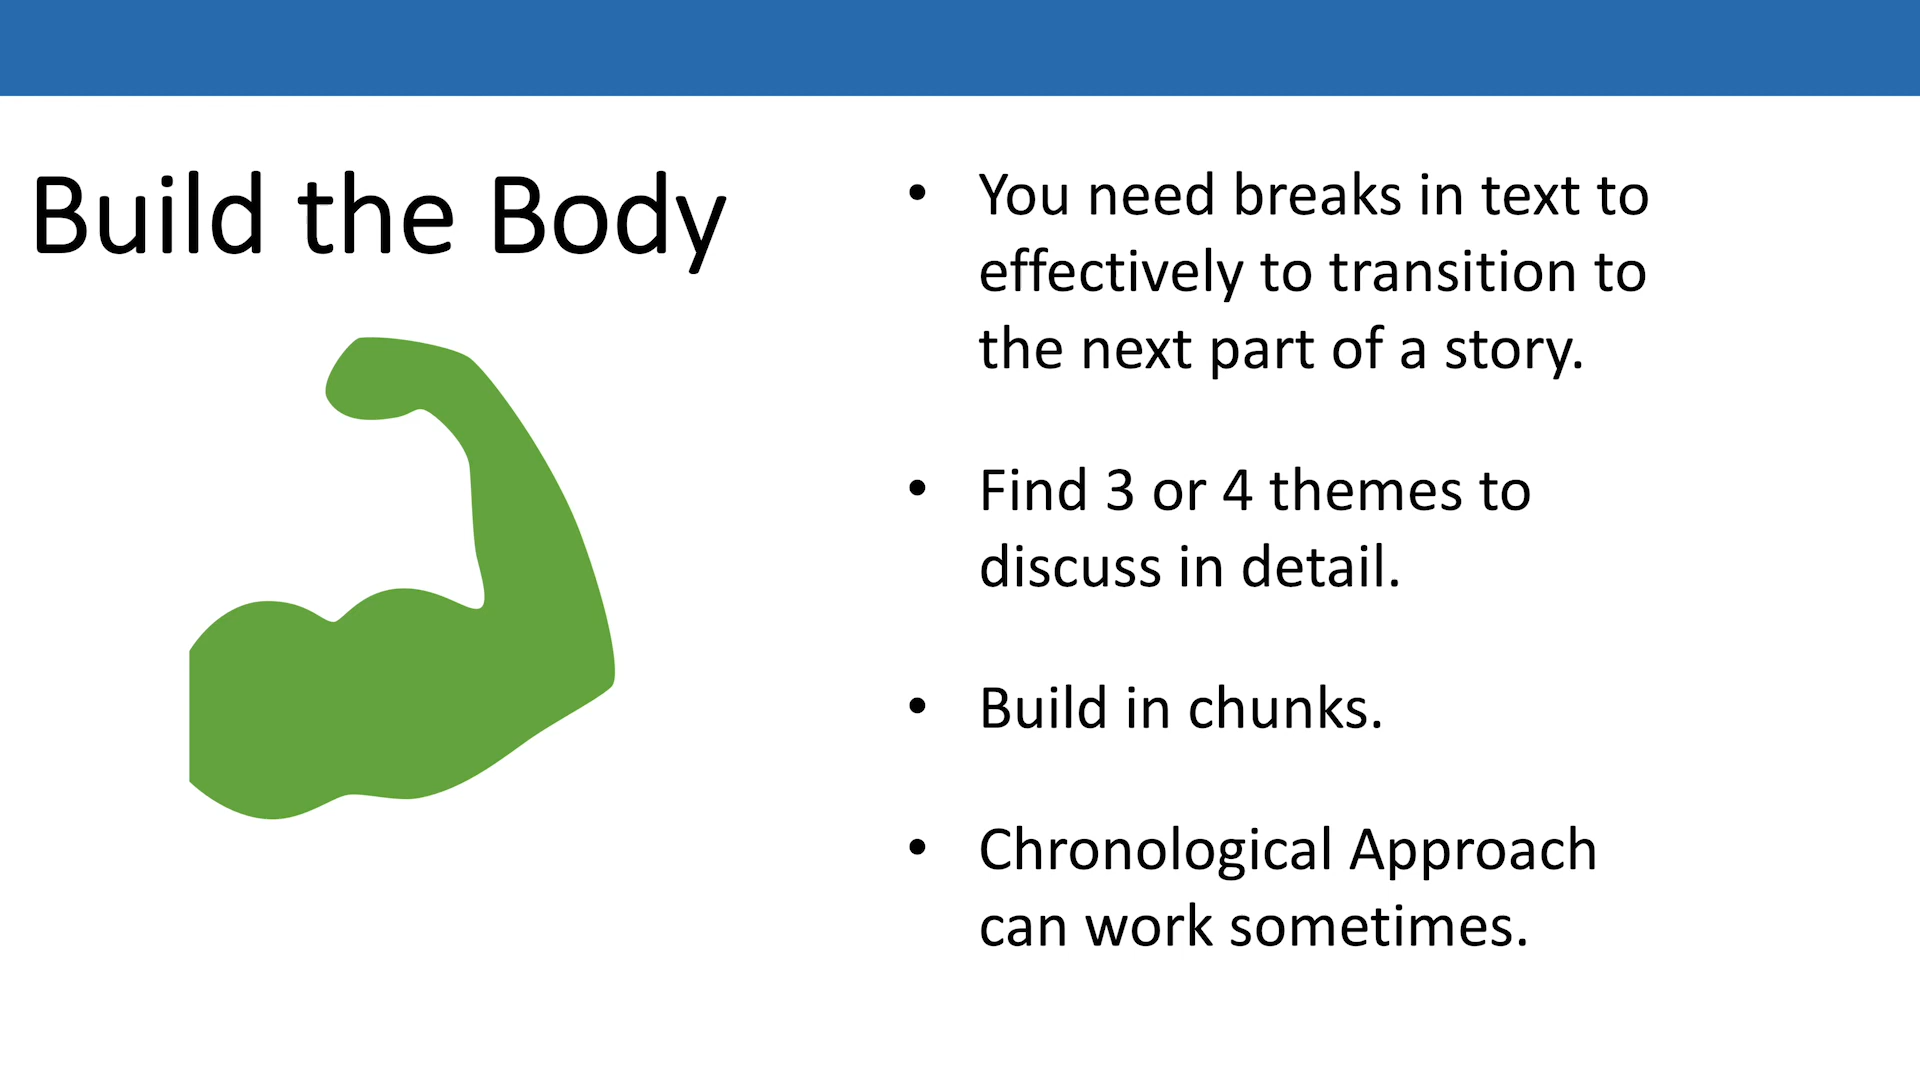 Build the Body
• You need breaks in text to
effectively to transition to
the next part of a story.
• Find 3 or 4 themes to
discuss in detail.
• Build in chunks.
• Chronological Approach
can work sometimes.